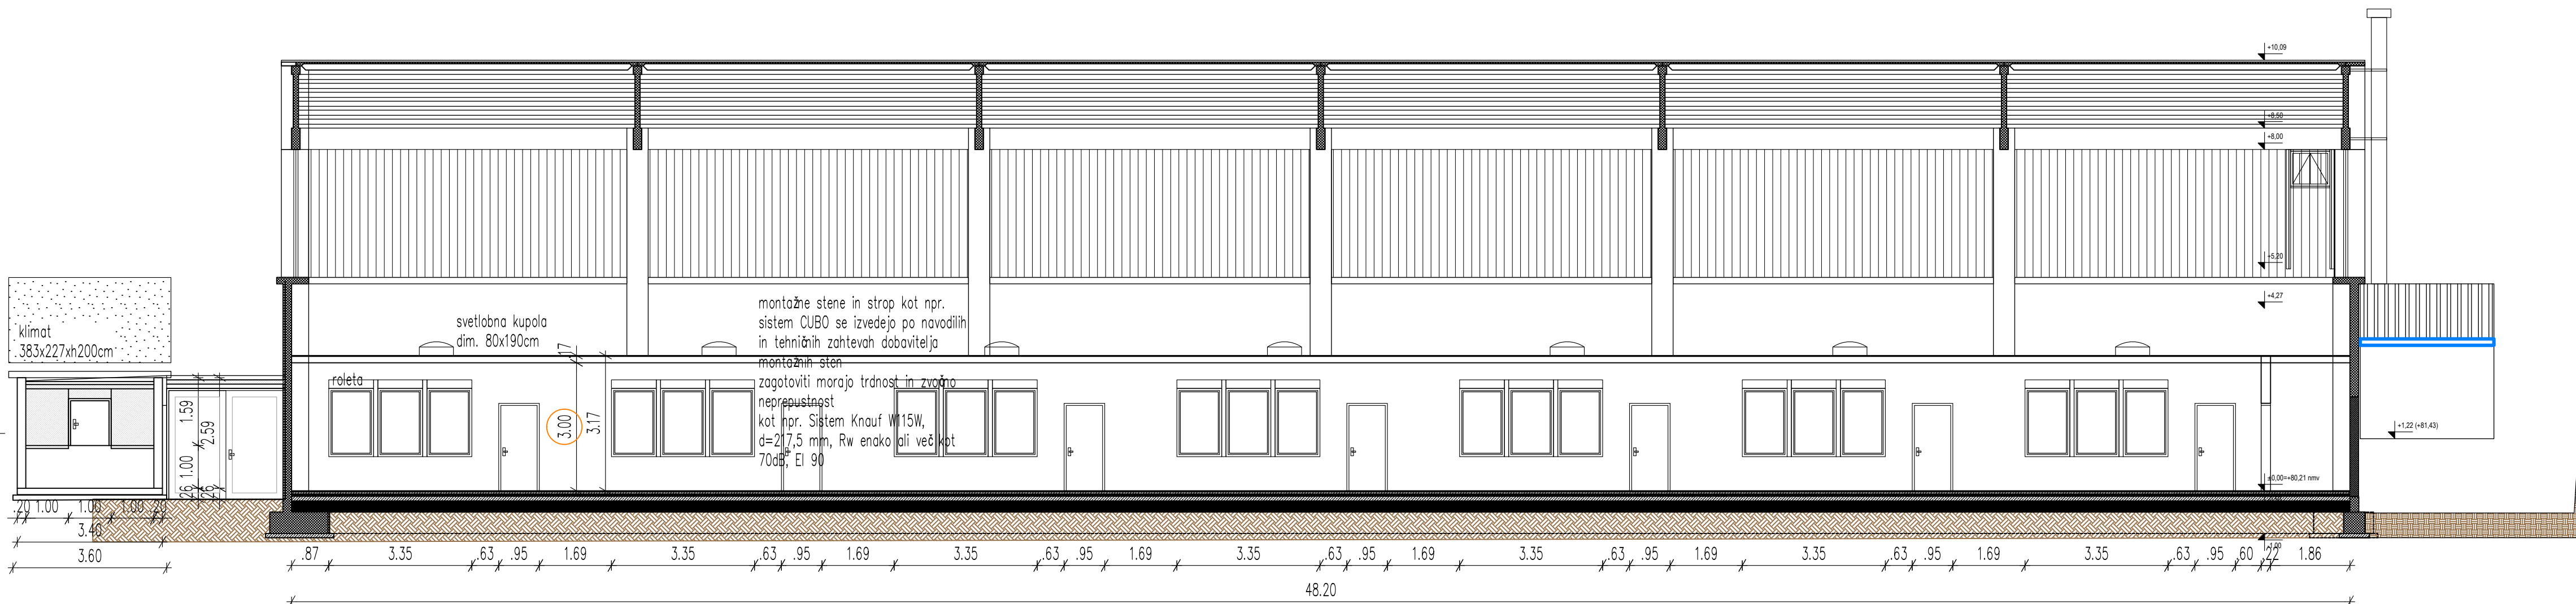 +10,09
+8,50
+8,00
+5,20
+4,27
klimat
383x227xh200cm
svetlobna kupola
dim. 80x190cm
montažne stene in strop kot npr.
sistem CUBO se izvedejo po navodilih
in tehničnih zahtevah dobavitelja
montažnih sten
zagotoviti morajo trdnost in zvočno
neprepustnost
kot npr. Sistem Knauf W115W,
d=217,5 mm, Rw enako ali več kot
70dB, EI 90
roleta
17
3.00
3.17
1.59
2.59
1.00
26
26
+1,22 (+81,43)
±0,00=+80,21 nmv
-1,00
.20 1.00 1.00 1.00 .20
3.40
3.60
.87 3.35 .63 .95 1.69 3.35 .63 .95 1.69 3.35 .63 .95 1.69 3.35 .63 .95 1.69 3.35 .63 .95 1.69 3.35 .63 .95 1.69 3.35 .63 .95 .60 .22 1.86
48.20